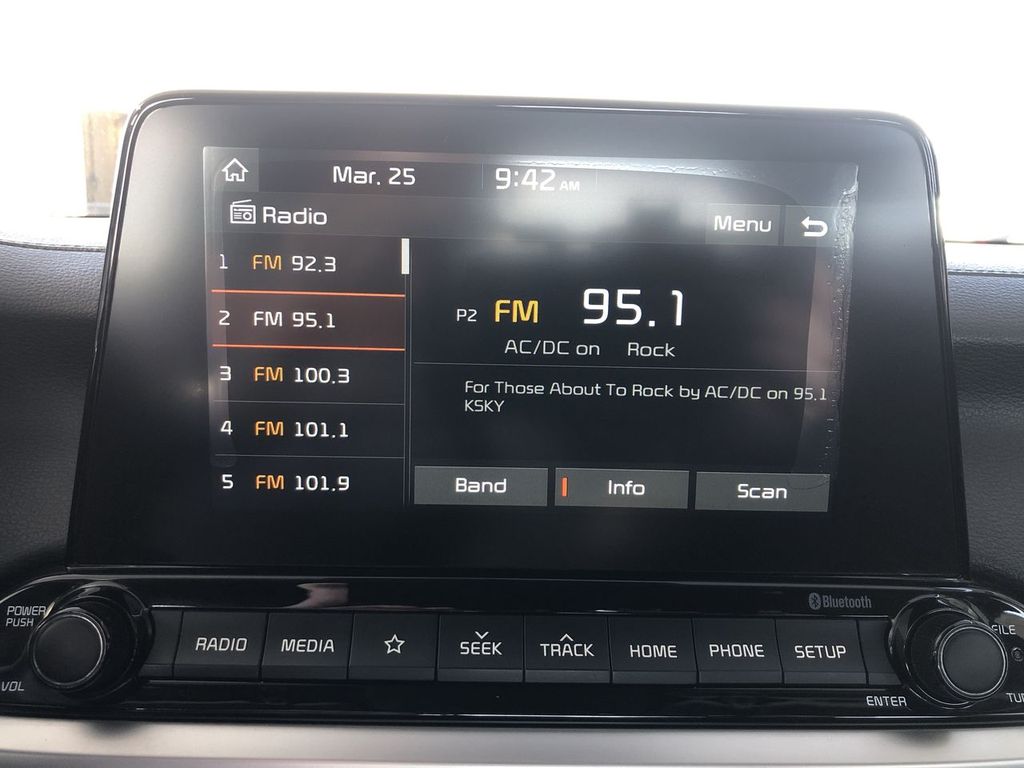 Mar. 25 9:42 AM
Radio Menu
1 FM 92.3
2 FM 95.1
3 FM 100.3
4 FM 101.1
5 FM 101.9
P2 FM 95.1
AC/DC on Rock
For Those About To Rock by AC/DC on 95.1
KSKY
Band Info Scan
Bluetooth
POWER
PUSH
VOL
RADIO MEDIA SEEK TRACK HOME PHONE SETUP
FILE
ENTER